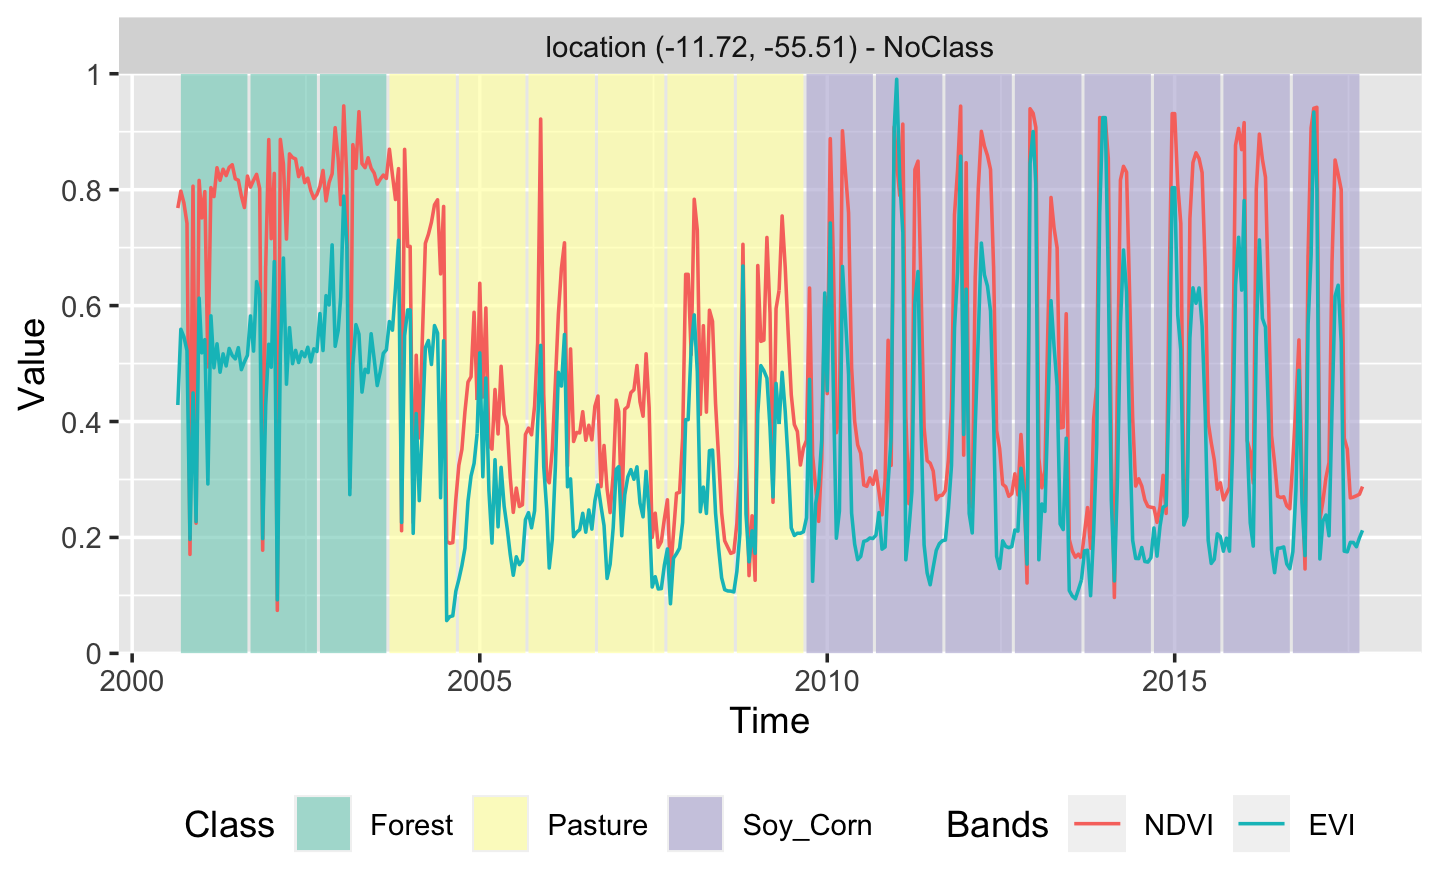 location (-11.72, -55.51) - NoClass
1
0.8
0.6
0.4
0.2
0
Value
2000 2005 2010 2015
Time
Class Forest Pasture Soy_Corn Bands NDVI EVI